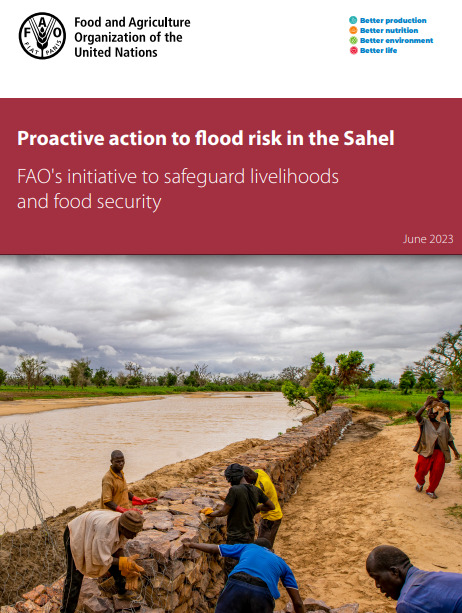 Food and Agriculture
Organization of the
United Nations
F A O
FIAT PANIS
Better production
Better nutrition
Better environment
Better life
Proactive action to flood risk in the Sahel
FAO's initiative to safeguard livelihoods
and food security
June 2023